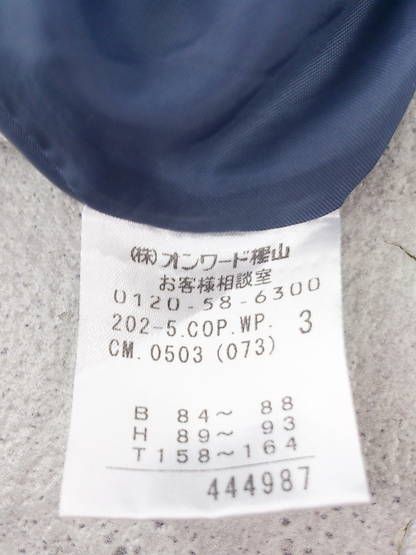 (株)オンワード樫山
お客様相談室
0120-58-6300
202-5.COP.WP. 3
CM.0503 (073)
B 84～ 88
H 89～ 93
T 158～164
444987